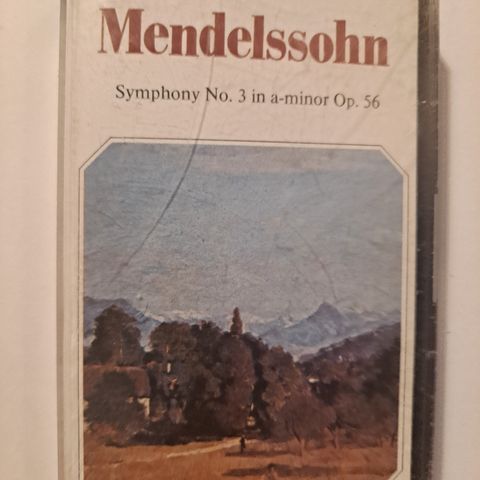 Mendelssohn
Symphony No. 3 in a-minor Op. 56